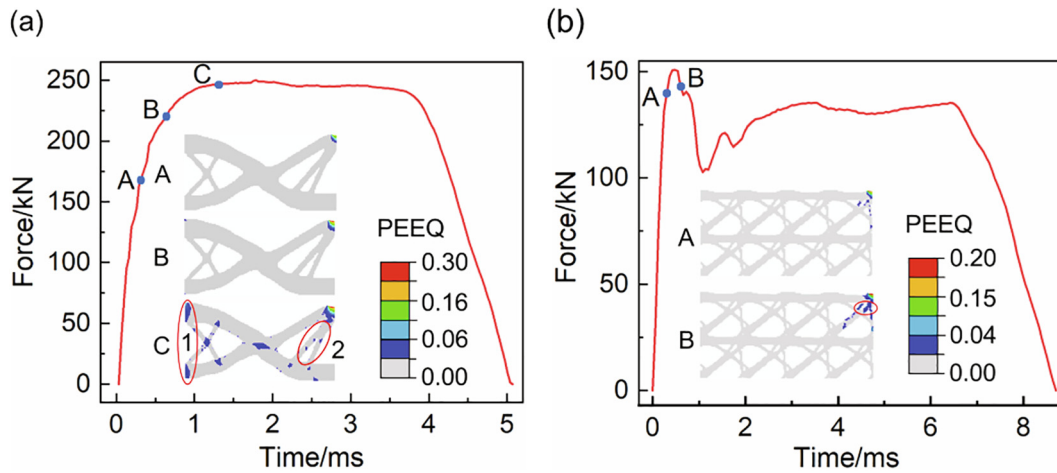 (a)
Force/kN
250
200
150
100
50
0
0 1 2 3 4 5
Time/ms
A
B
C
A
B
C
1
2
PEEQ
0.30
0.16
0.06
0.00
(b)
Force/kN
150
100
50
0
0 2 4 6 8
Time/ms
A
B
A
B
PEEQ
0.20
0.15
0.04
0.00